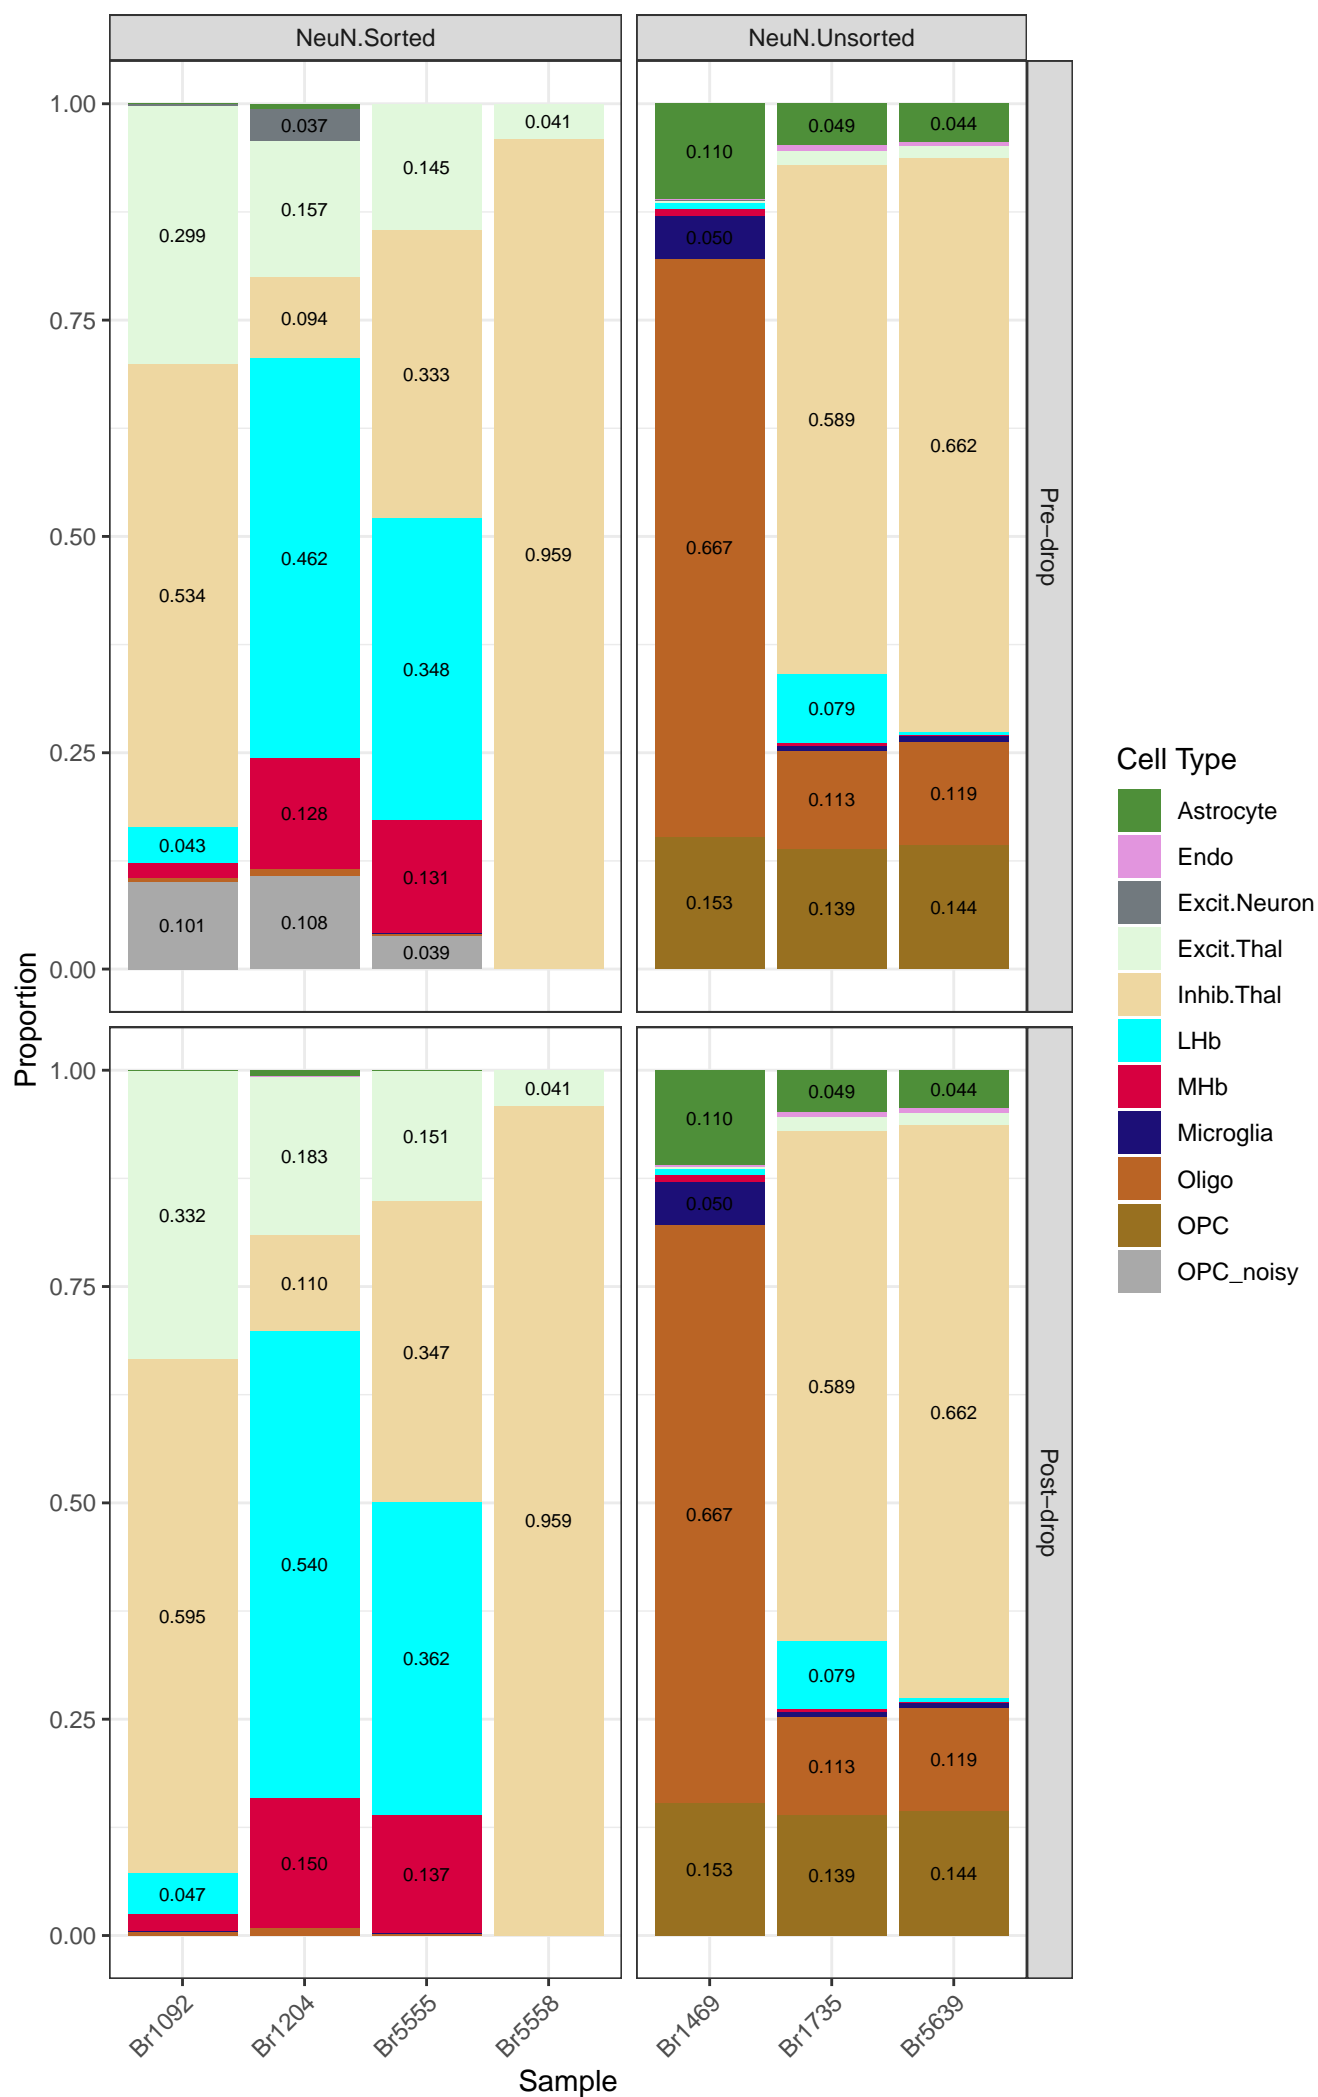 NeuN.Sorted
NeuN.Unsorted
Proportion
Pre−drop
1.00
0.75
0.50
0.25
0.00
0.299
0.534
0.043
0.101
0.037
0.157
0.094
0.462
0.128
0.108
0.145
0.333
0.348
0.131
0.039
0.041
0.959
0.110
0.050
0.667
0.153
0.049
0.589
0.079
0.113
0.139
0.044
0.662
0.119
0.144
Post−drop
1.00
0.75
0.50
0.25
0.00
0.332
0.595
0.047
0.183
0.110
0.540
0.150
0.151
0.347
0.362
0.137
0.041
0.959
0.110
0.050
0.667
0.153
0.049
0.589
0.079
0.113
0.139
0.044
0.662
0.119
0.144
Br1092
Br1204
Br5555
Br5558
Br1469
Br1735
Br5639
Sample
Cell Type
Astrocyte
Endo
Excit.Neuron
Excit.Thal
Inhib.Thal
LHb
MHb
Microglia
Oligo
OPC
OPC_noisy